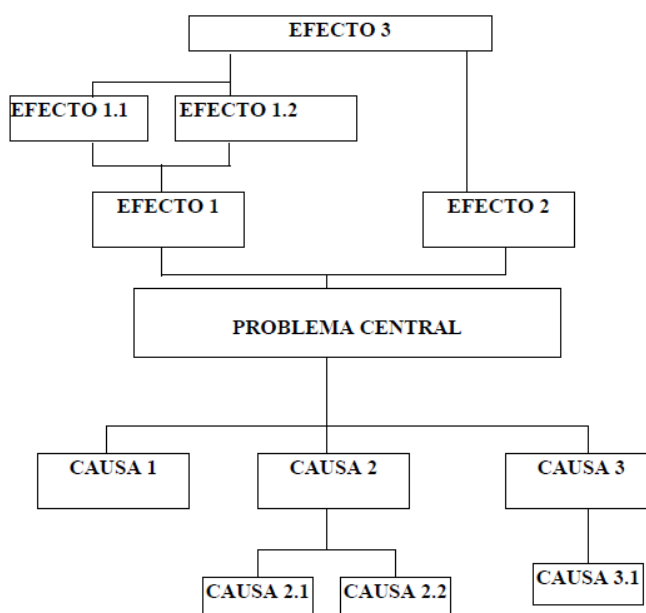 EFECTO 3
EFECTO 1.1
EFECTO 1.2
EFECTO 1
EFECTO 2
PROBLEMA CENTRAL
CAUSA 1
CAUSA 2
CAUSA 3
CAUSA 2.1
CAUSA 2.2
CAUSA 3.1